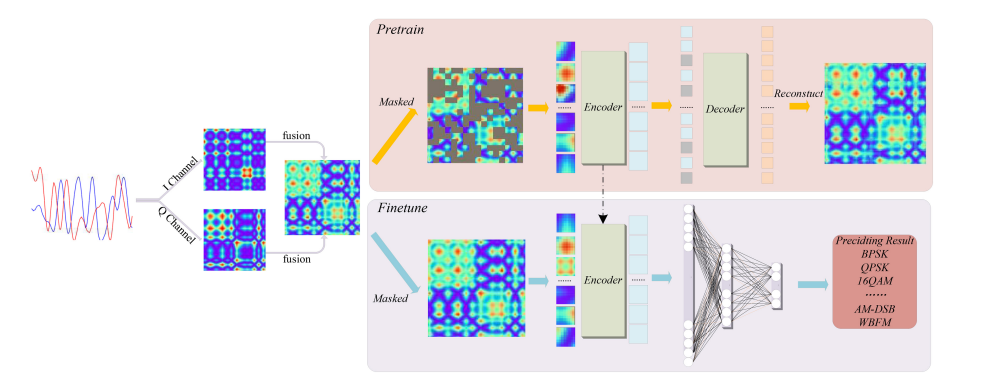 Pretrain
Masked
......
Encoder
......
......
Decoder
......
Reconstuct
I Channel
fusion
Q Channel
fusion
Finetune
Masked
......
Encoder
......
Preciditing Result
BPSK
QPSK
16QAM
......
AM-DSB
WBFM